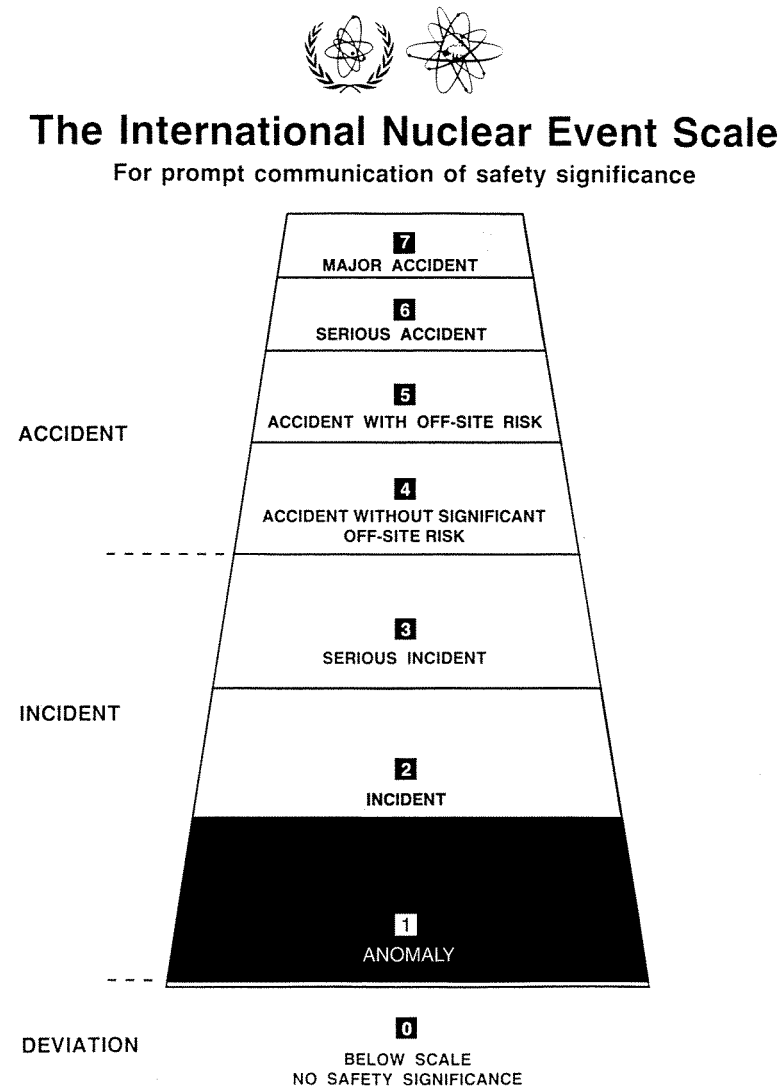 The International Nuclear Event Scale
For prompt communication of safety significance
7
MAJOR ACCIDENT
6
SERIOUS ACCIDENT
5
ACCIDENT WITH OFF-SITE RISK
ACCIDENT
4
ACCIDENT WITHOUT SIGNIFICANT
OFF-SITE RISK
3
SERIOUS INCIDENT
INCIDENT
2
INCIDENT
1
ANOMALY
0
DEVIATION
BELOW SCALE
NO SAFETY SIGNIFICANCE